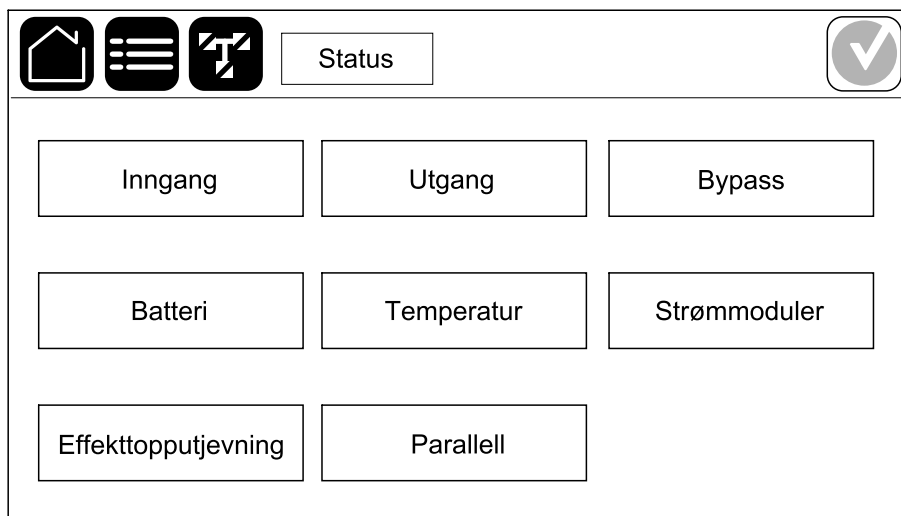 Status
Inngang
Utgang
Bypass
Batteri
Temperatur
Strømmoduler
Effekttopputjevning
Parallell